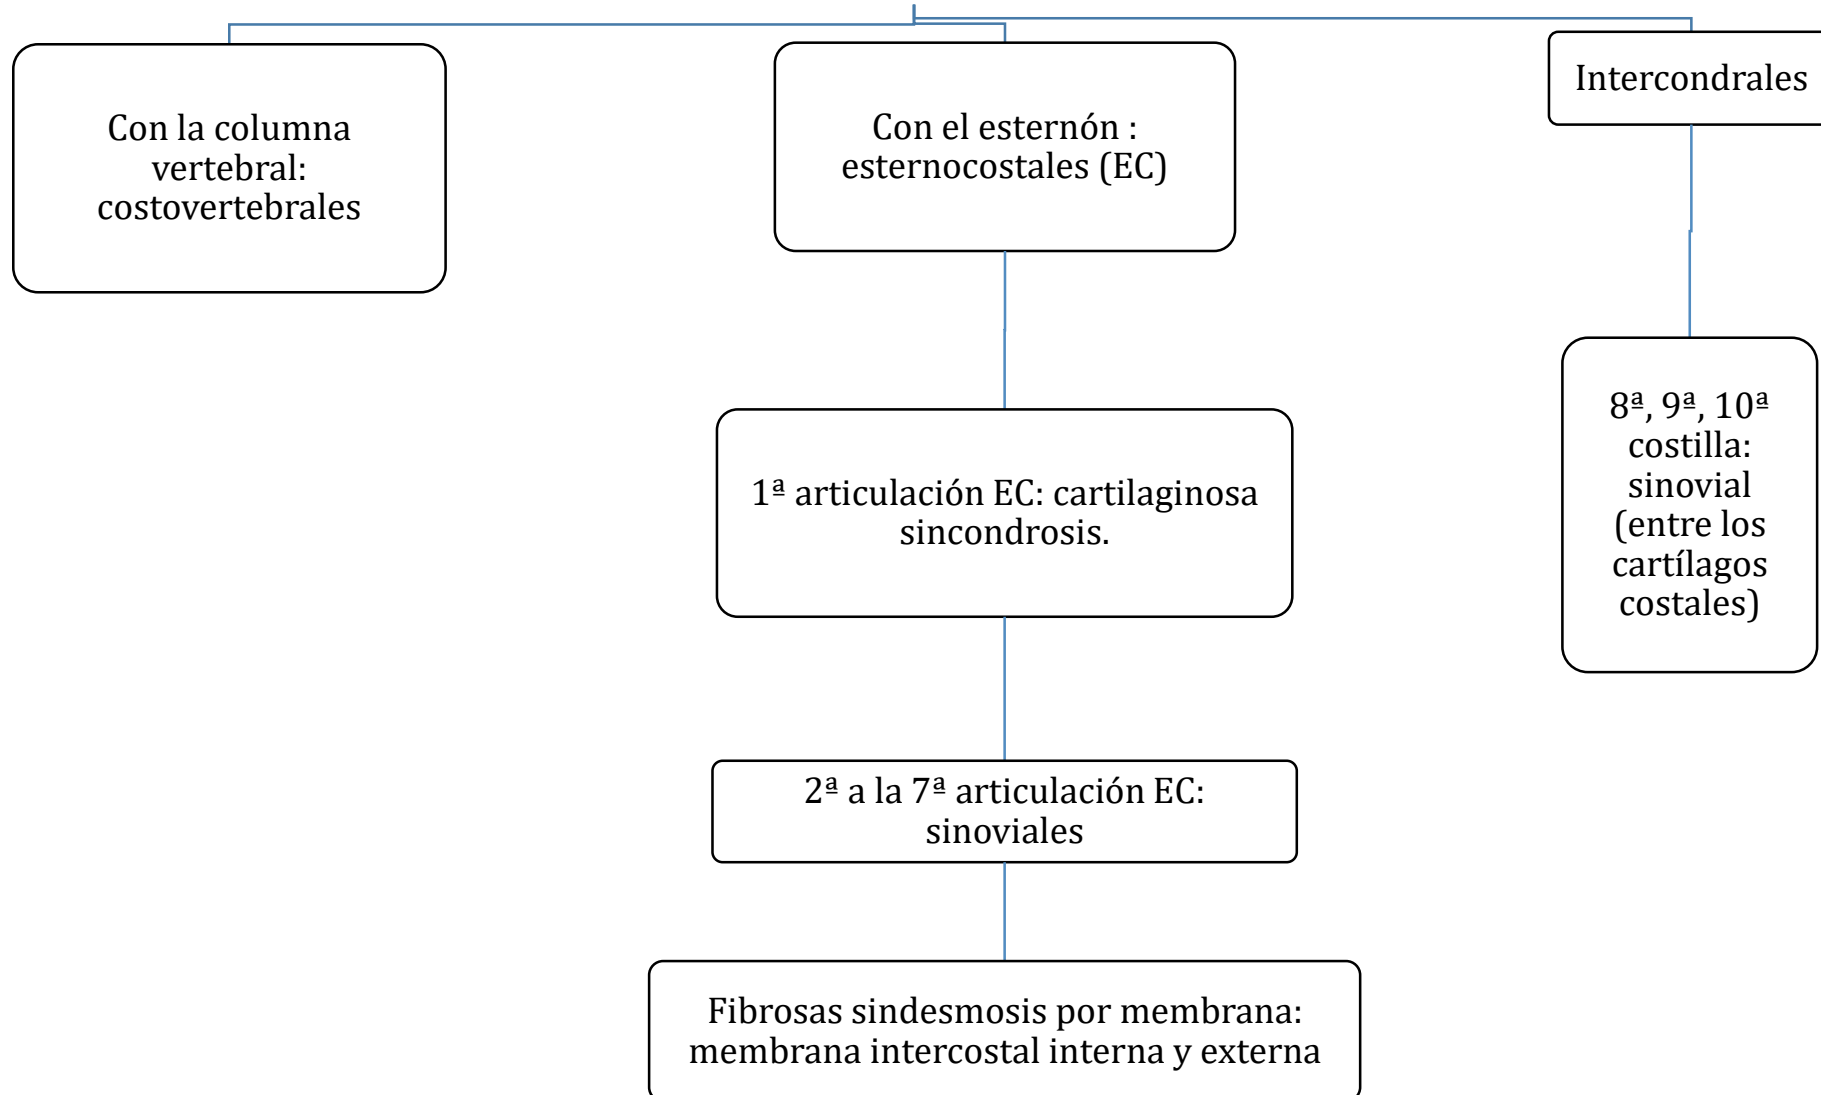 Con la columna
vertebral:
costovertebrales
Con el esternón :
esternocostales (EC)
Intercondrales
1ª articulación EC: cartilaginosa
sincondrosis.
8ª, 9ª, 10ª
costilla:
sinovial
(entre los
cartílagos
costales)
2ª a la 7ª articulación EC:
sinoviales
Fibrosas sindesmosis por membrana:
membrana intercostal interna y externa